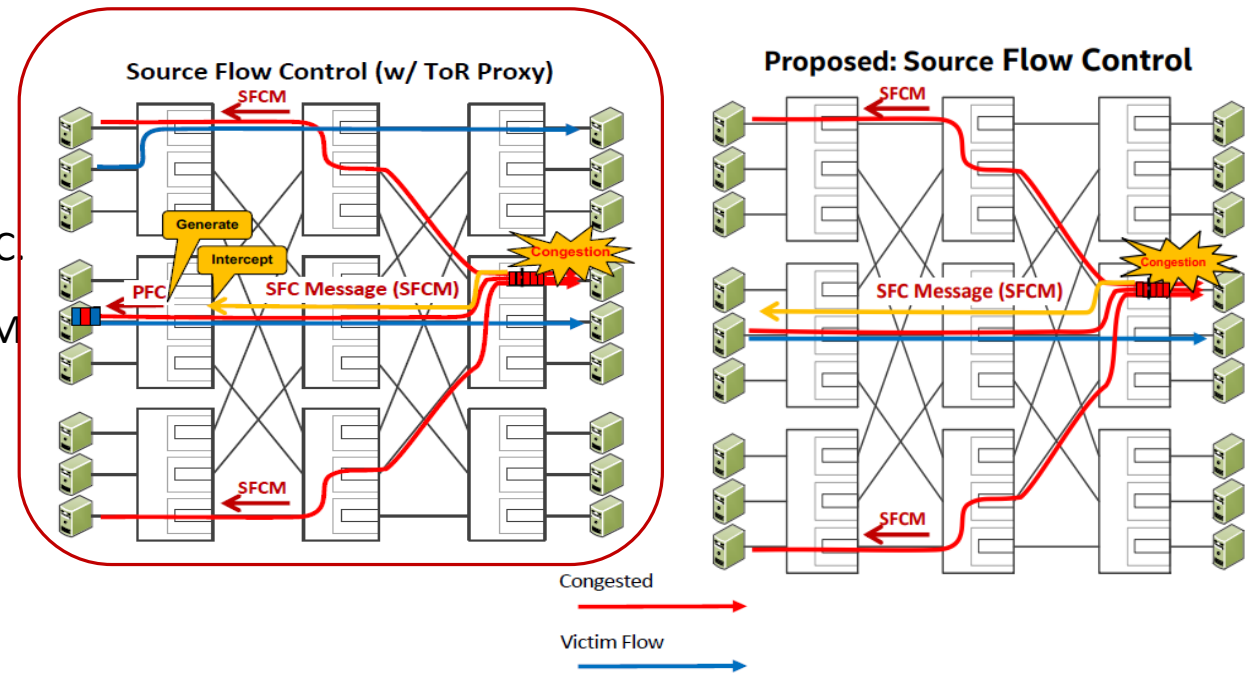 Source Flow Control (w/ ToR Proxy)
SFCM
Generate
Intercept
C.
PFC
SFC Message (SFCM)
Congestion
M
SFCM
Proposed: Source Flow Control
SFCM
SFC Message (SFCM)
Congestion
SFCM
Congested
Victim Flow